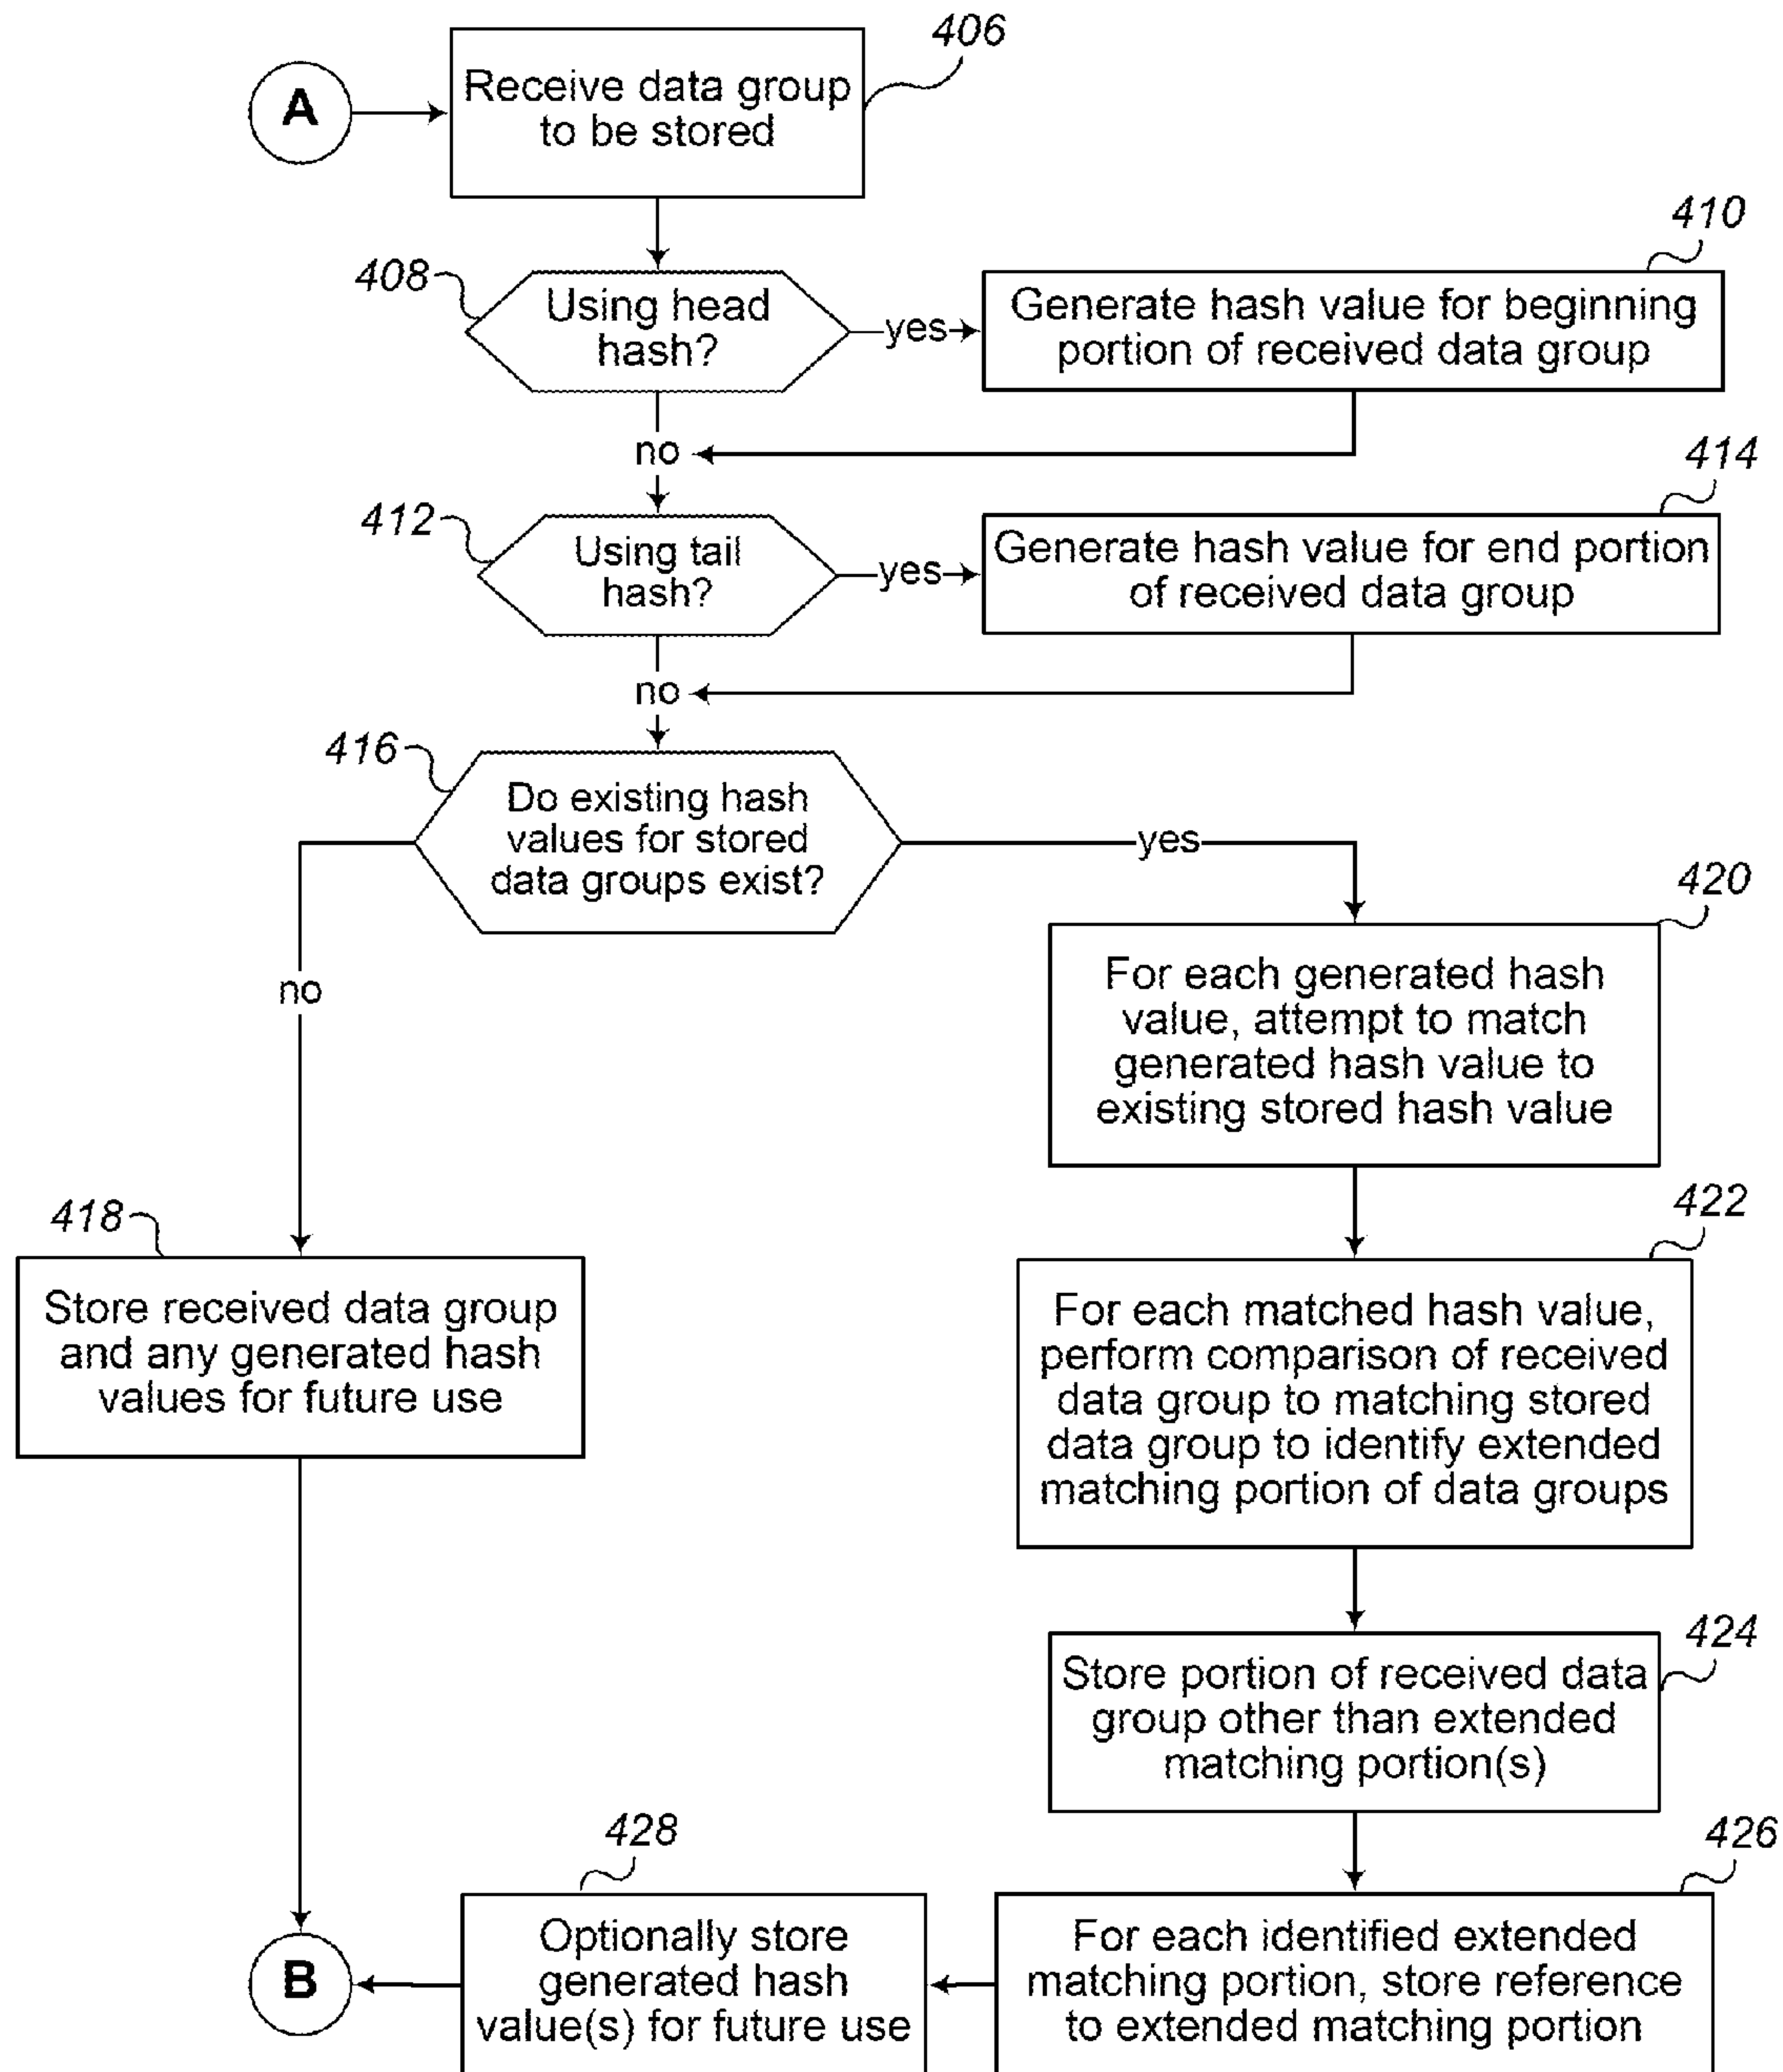 406
A
Receive data group
to be stored
410
408
Using head
hash?
yes
Generate hash value for beginning
portion of received data group
no
414
412
Using tail
hash?
yes
Generate hash value for end portion
of received data group
no
416
Do existing hash
values for stored
data groups exist?
yes
420
no
For each generated hash
value, attempt to match
generated hash value to
existing stored hash value
418
422
Store received data group
and any generated hash
values for future use
For each matched hash value,
perform comparison of received
data group to matching stored
data group to identify extended
matching portion of data groups
424
Store portion of received data
group other than extended
matching portion(s)
428
426
B
Optionally store
generated hash
value(s) for future use
For each identified extended
matching portion, store reference
to extended matching portion